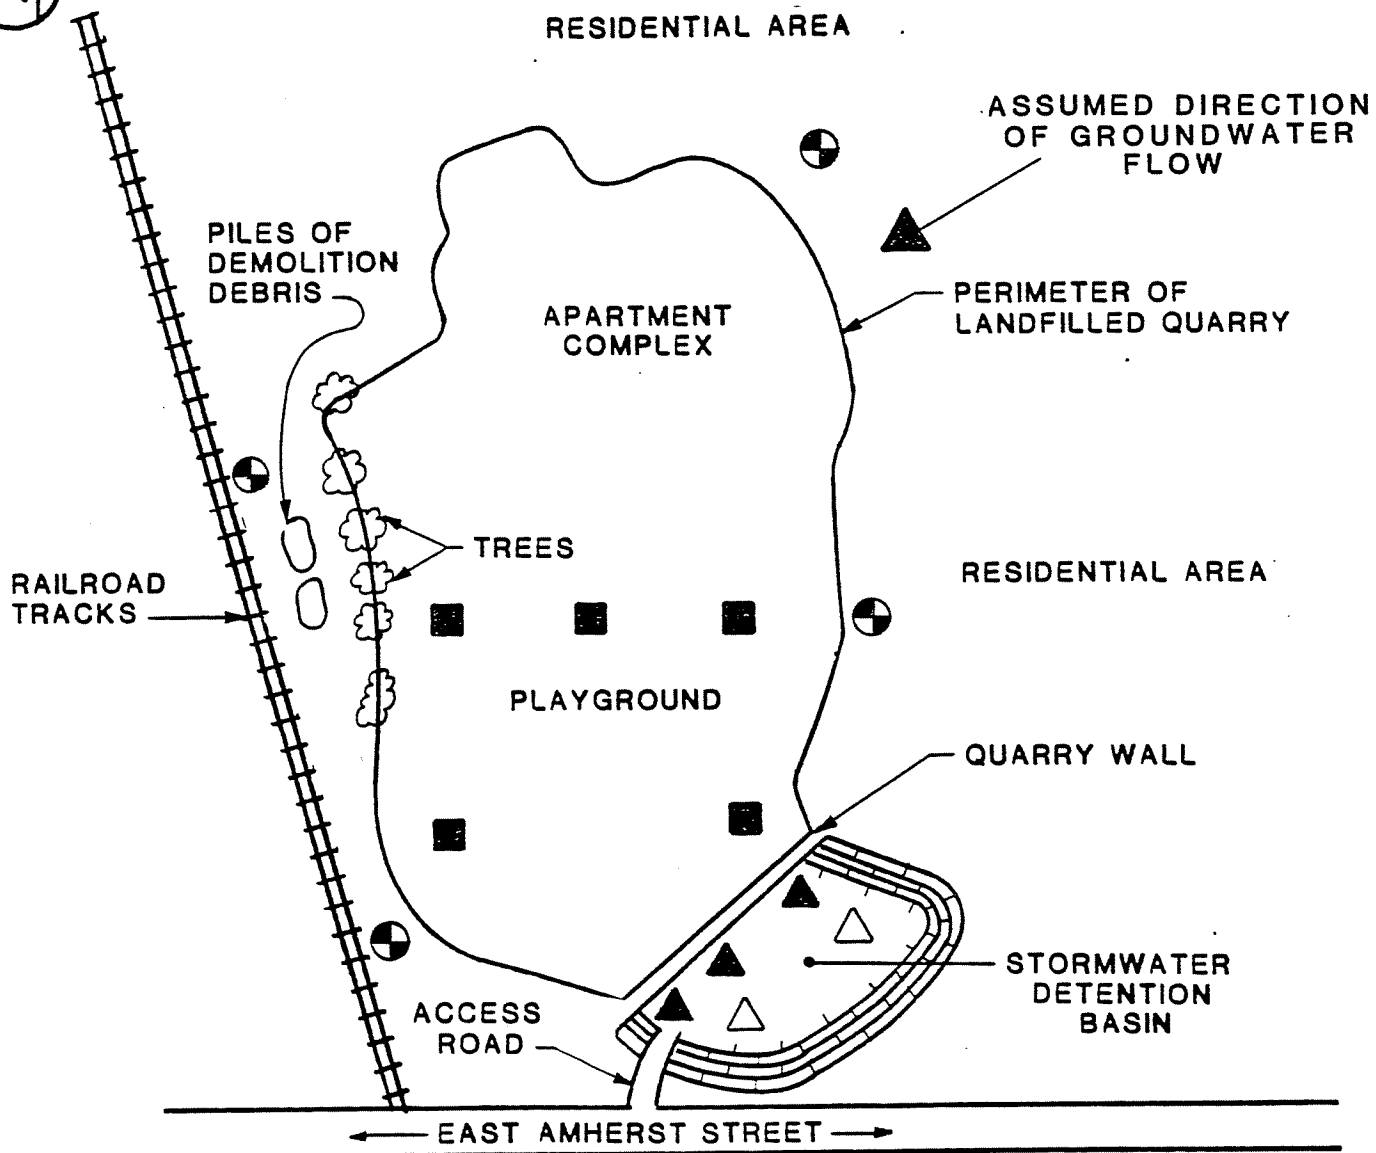 RESIDENTIAL AREA
ASSUMED DIRECTION
OF GROUNDWATER
FLOW
PILES OF
DEMOLITION
DEBRIS
PERIMETER OF
LANDFILLED QUARRY
APARTMENT
COMPLEX
TREES
RESIDENTIAL AREA
RAILROAD
TRACKS
PLAYGROUND
QUARRY WALL
STORMWATER
DETENTION
BASIN
ACCESS
ROAD
EAST AMHERST STREET